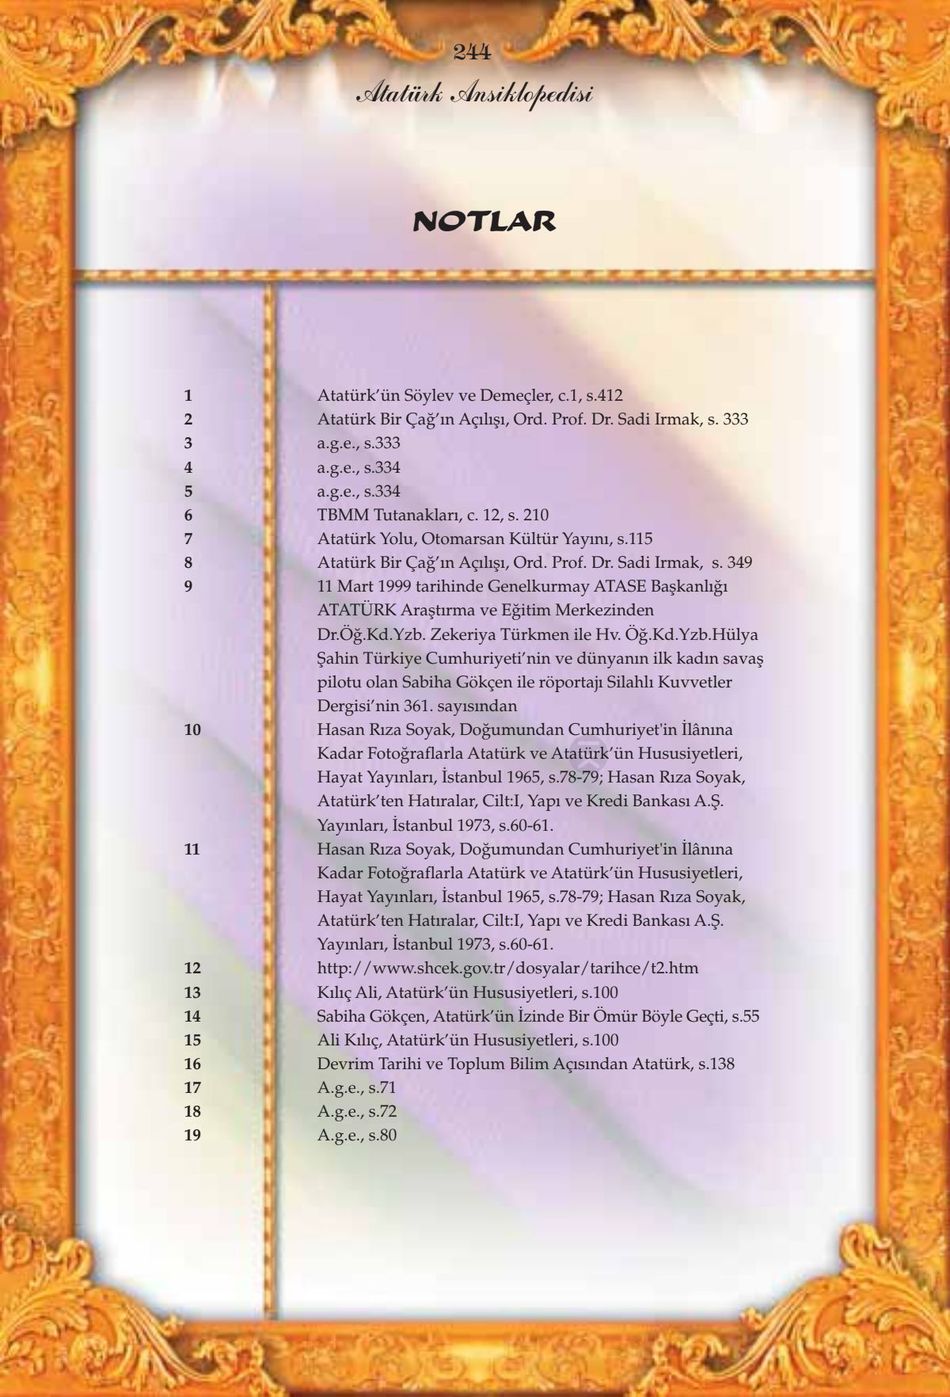 244
Atatürk Ansiklopedisi
NOTLAR
1 Atatürk’ün Söylev ve Demeçler, c.1, s.412
2 Atatürk Bir Çağ’ın Açılışı, Ord. Prof. Dr. Sadi Irmak, s. 333
3 a.g.e., s.333
4 a.g.e., s.334
5 a.g.e., s.334
6 TBMM Tutanakları, c. 12, s. 210
7 Atatürk Yolu, Otomarsan Kültür Yayını, s.115
8 Atatürk Bir Çağ’ın Açılışı, Ord. Prof. Dr. Sadi Irmak, s. 349
9 11 Mart 1999 tarihinde Genelkurmay ATASE Başkanlığı
ATATÜRK Araştırma ve Eğitim Merkezinden
Dr.Öğ.Kd.Yzb. Zekeriya Türkmen ile Hv. Öğ.Kd.Yzb.Hülya
Şahin Türkiye Cumhuriyeti’nin ve dünyanın ilk kadın savaş
pilotu olan Sabiha Gökçen ile röportajı Silahlı Kuvvetler
Dergisi’nin 361. sayısından
10 Hasan Rıza Soyak, Doğumundan Cumhuriyet'in İlânına
Kadar Fotoğraflarla Atatürk ve Atatürk’ün Hususiyetleri,
Hayat Yayınları, İstanbul 1965, s.78-79; Hasan Rıza Soyak,
Atatürk’ten Hatıralar, Cilt:I, Yapı ve Kredi Bankası A.Ş.
Yayınları, İstanbul 1973, s.60-61.
11 Hasan Rıza Soyak, Doğumundan Cumhuriyet'in İlânına
Kadar Fotoğraflarla Atatürk ve Atatürk’ün Hususiyetleri,
Hayat Yayınları, İstanbul 1965, s.78-79; Hasan Rıza Soyak,
Atatürk’ten Hatıralar, Cilt:I, Yapı ve Kredi Bankası A.Ş.
Yayınları, İstanbul 1973, s.60-61.
12 http://www.shcek.gov.tr/dosyalar/tarihce/t2.htm
13 Kılıç Ali, Atatürk’ün Hususiyetleri, s.100
14 Sabiha Gökçen, Atatürk’ün İzinde Bir Ömür Böyle Geçti, s.55
15 Ali Kılıç, Atatürk’ün Hususiyetleri, s.100
16 Devrim Tarihi ve Toplum Bilim Açısından Atatürk, s.138
17 A.g.e., s.71
18 A.g.e., s.72
19 A.g.e., s.80